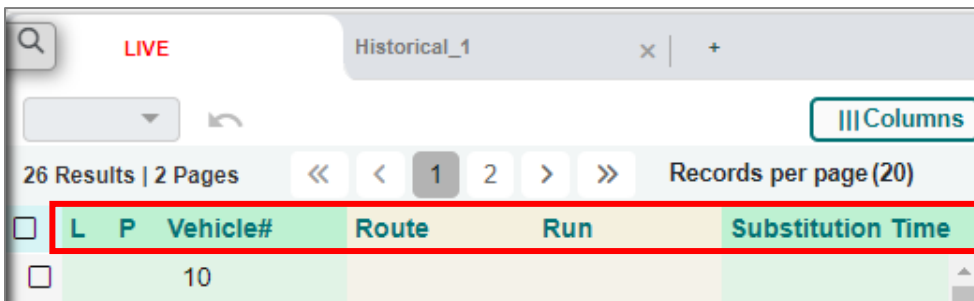 LIVE Historical_1 × +
Columns
26 Results | 2 Pages « < 1 2 > » Records per page (20)
L P Vehicle# Route Run Substitution Time
10